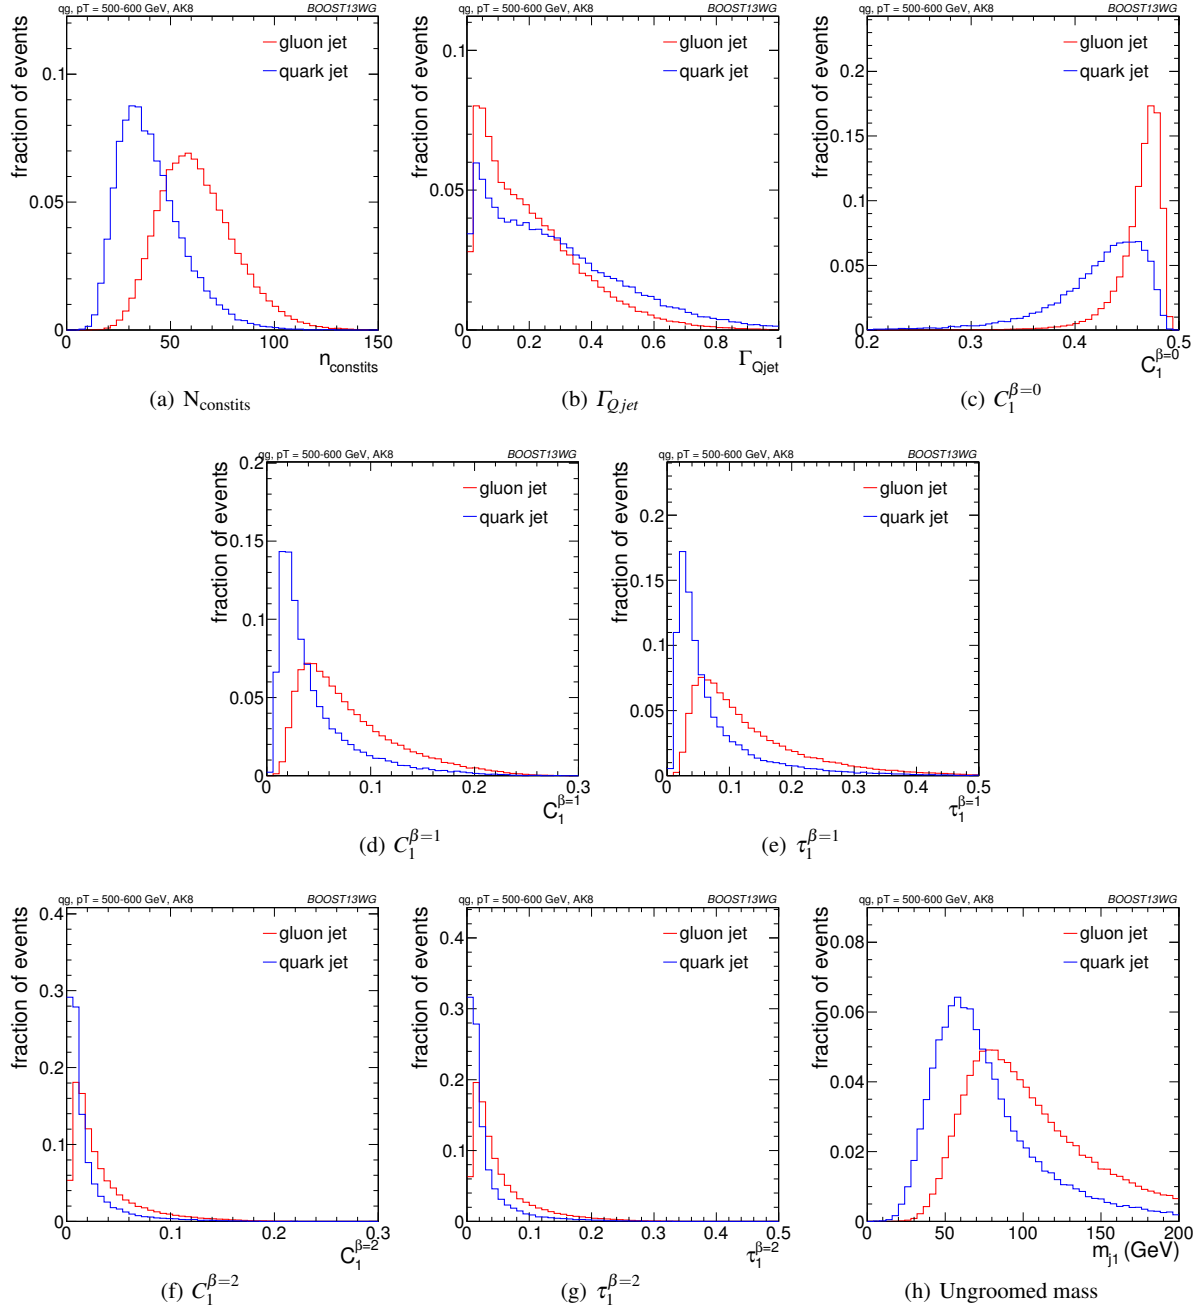 qg, pT = 500-600 GeV, AK8 BOOST13WG
fraction of events
gluon jet
quark jet
0.1
0.05
0
0 50 100 150
n_constits
(a) N_constits
qg, pT = 500-600 GeV, AK8 BOOST13WG
fraction of events
gluon jet
quark jet
0.1
0.05
0
0 0.2 0.4 0.6 0.8 1
Γ_Qjet
(b) Γ_Qjet
qg, pT = 500-600 GeV, AK8 BOOST13WG
fraction of events
gluon jet
quark jet
0.2
0.15
0.1
0.05
0
0.2 0.3 0.4 0.5
C_1^β=0
(c) C_1^β=0
qg, pT = 500-600 GeV, AK8 BOOST13WG
fraction of events
gluon jet
quark jet
0.2
0.15
0.1
0.05
0
0 0.1 0.2 0.3
C_1^β=1
(d) C_1^β=1
qg, pT = 500-600 GeV, AK8 BOOST13WG
fraction of events
gluon jet
quark jet
0.2
0.15
0.1
0.05
0
0 0.1 0.2 0.3 0.4 0.5
τ_1^β=1
(e) τ_1^β=1
qg, pT = 500-600 GeV, AK8 BOOST13WG
fraction of events
gluon jet
quark jet
0.4
0.3
0.2
0.1
0
0 0.1 0.2 0.3
C_1^β=2
(f) C_1^β=2
qg, pT = 500-600 GeV, AK8 BOOST13WG
fraction of events
gluon jet
quark jet
0.4
0.3
0.2
0.1
0
0 0.1 0.2 0.3 0.4 0.5
τ_1^β=2
(g) τ_1^β=2
qg, pT = 500-600 GeV, AK8 BOOST13WG
fraction of events
gluon jet
quark jet
0.08
0.06
0.04
0.02
0
0 50 100 150 200
m_j1 (GeV)
(h) Ungroomed mass